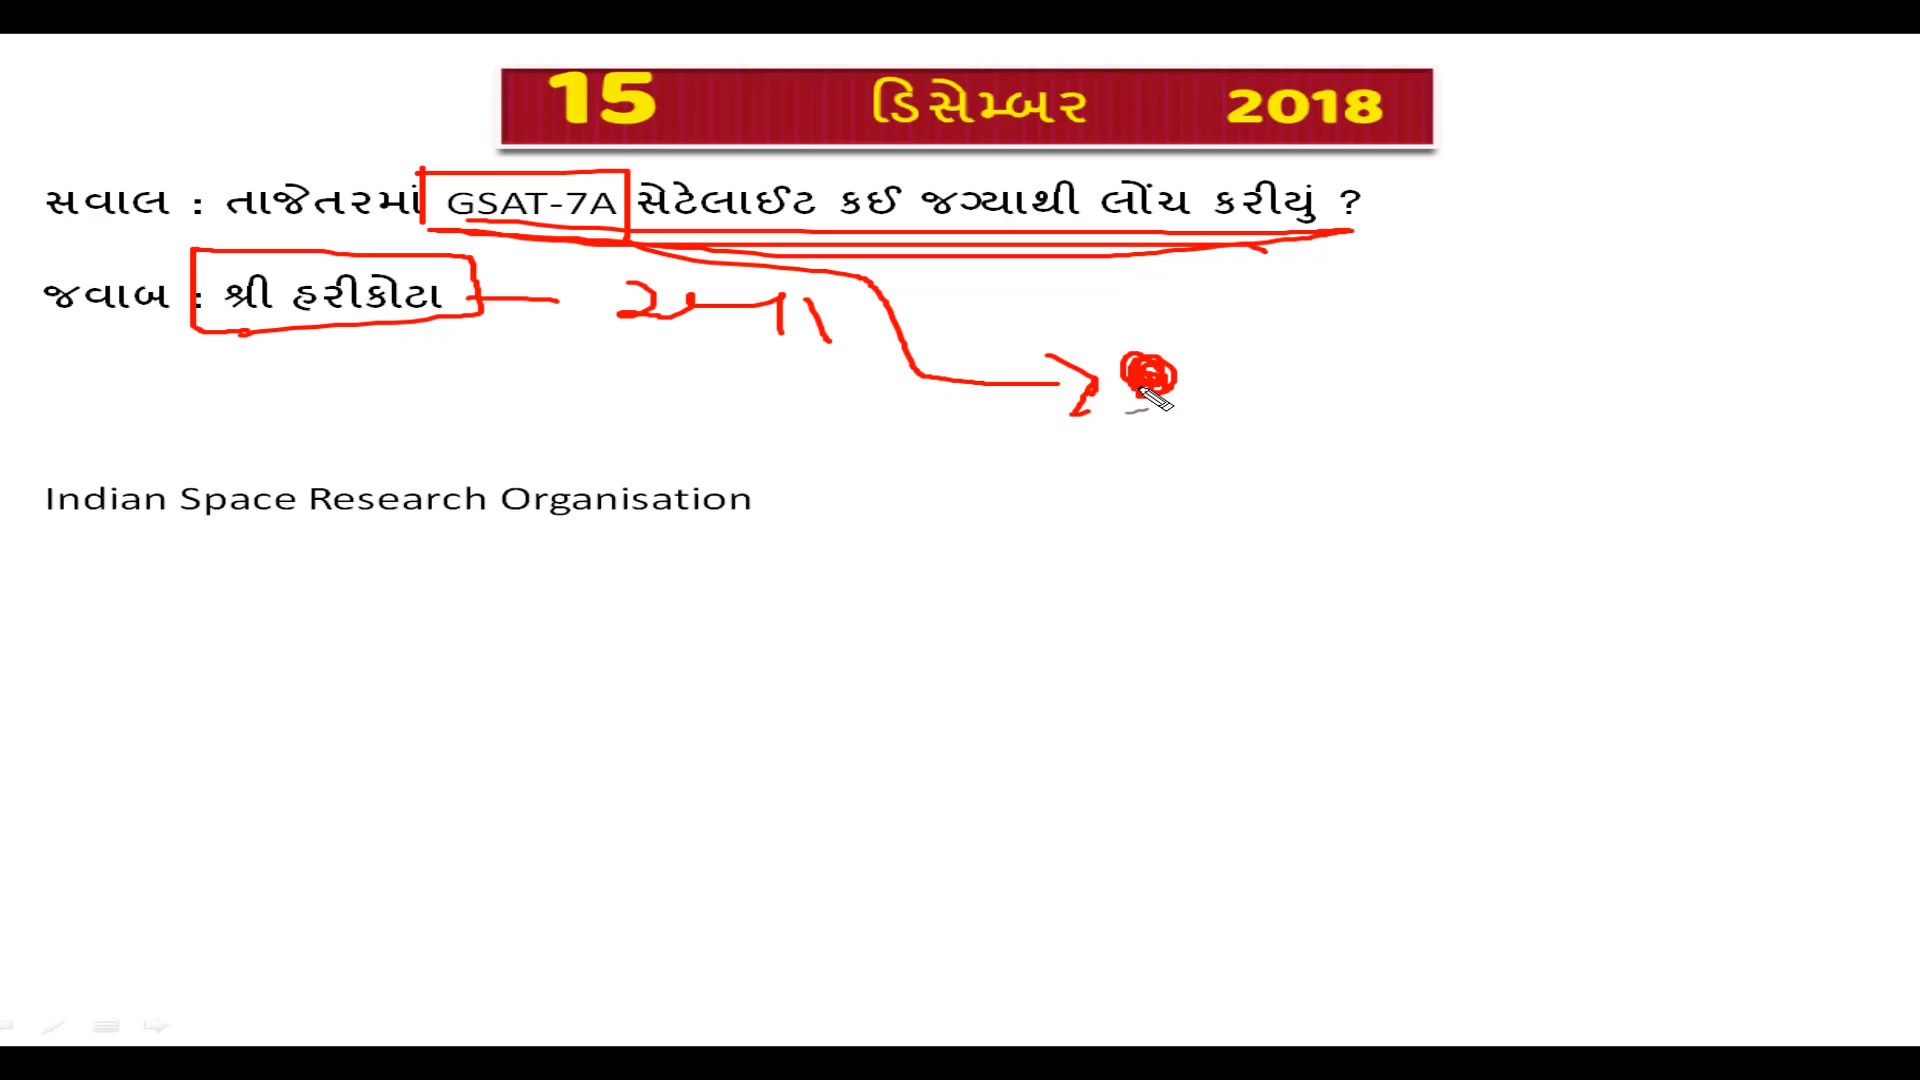 15 ડિસેમ્બર 2018
સવાલ : તાજેતરમાં GSAT-7A સેટેલાઈટ કઈ જગ્યાથી લોંચ કરીયું ?
જવાબ : શ્રી હરીકોટા
Indian Space Research Organisation